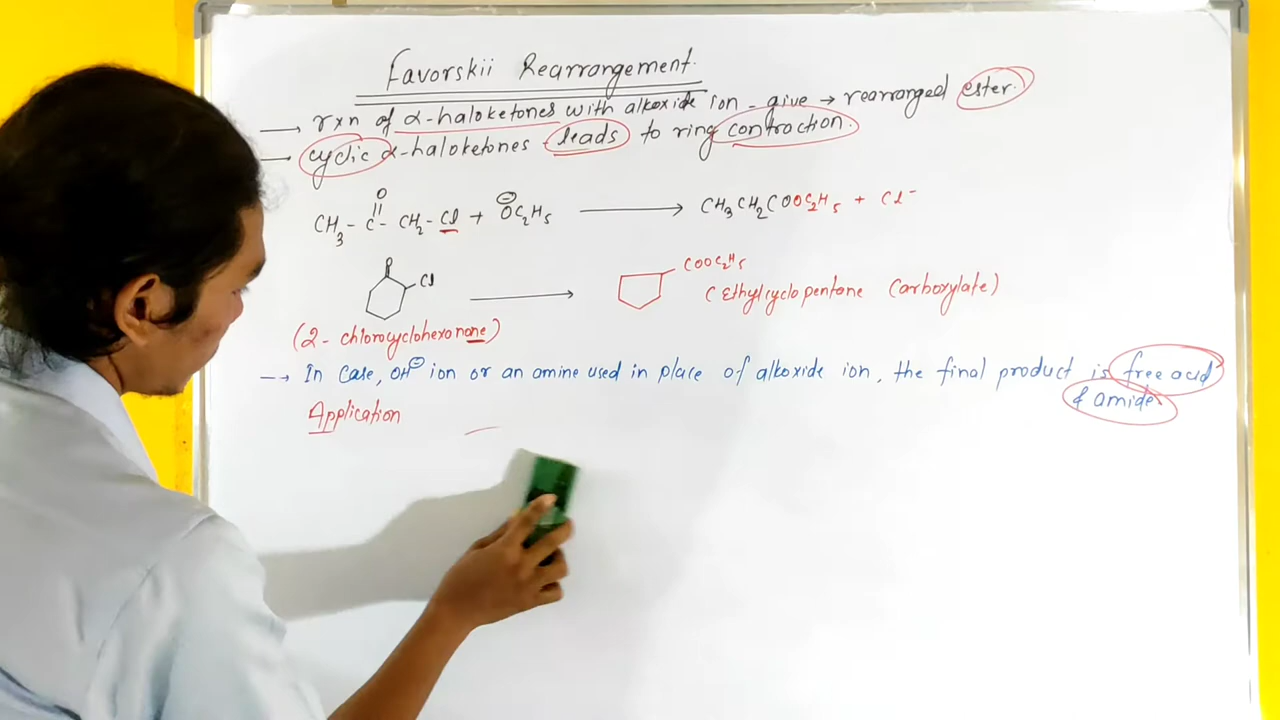 Favorskii Rearrangement.
→ rxn of α-haloketones with alkoxide ion - give → rearranged ester.
→ cyclic α-haloketones leads to ring contraction.
O
CH₃ - C - CH₂ - Cl + ⊖OC₂H₅ → CH₃CH₂COOC₂H₅ + Cl⁻
O Cl → COOC₂H₅
(Ethylcyclopentane Carboxylate)
(2 - chlorocyclohexonone)
→ In case, OH⊖ ion or an amine used in place of alkoxide ion, the final product is free acid
& amide.
Application